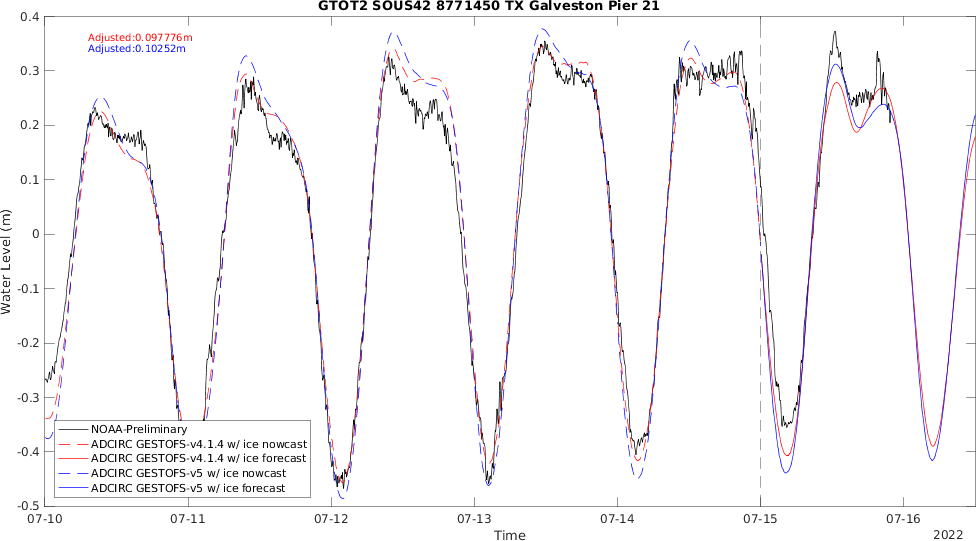 GTOT2 SOUS42 8771450 TX Galveston Pier 21
Adjusted:0.097776m
Adjusted:0.10252m
Water Level (m)
0.4
0.3
0.2
0.1
0
-0.1
-0.2
-0.3
-0.4
-0.5
NOAA-Preliminary
ADCIRC GESTOFS-v4.1.4 w/ ice nowcast
ADCIRC GESTOFS-v4.1.4 w/ ice forecast
ADCIRC GESTOFS-v5 w/ ice nowcast
ADCIRC GESTOFS-v5 w/ ice forecast
07-10 07-11 07-12 07-13 07-14 07-15 07-16
Time
2022